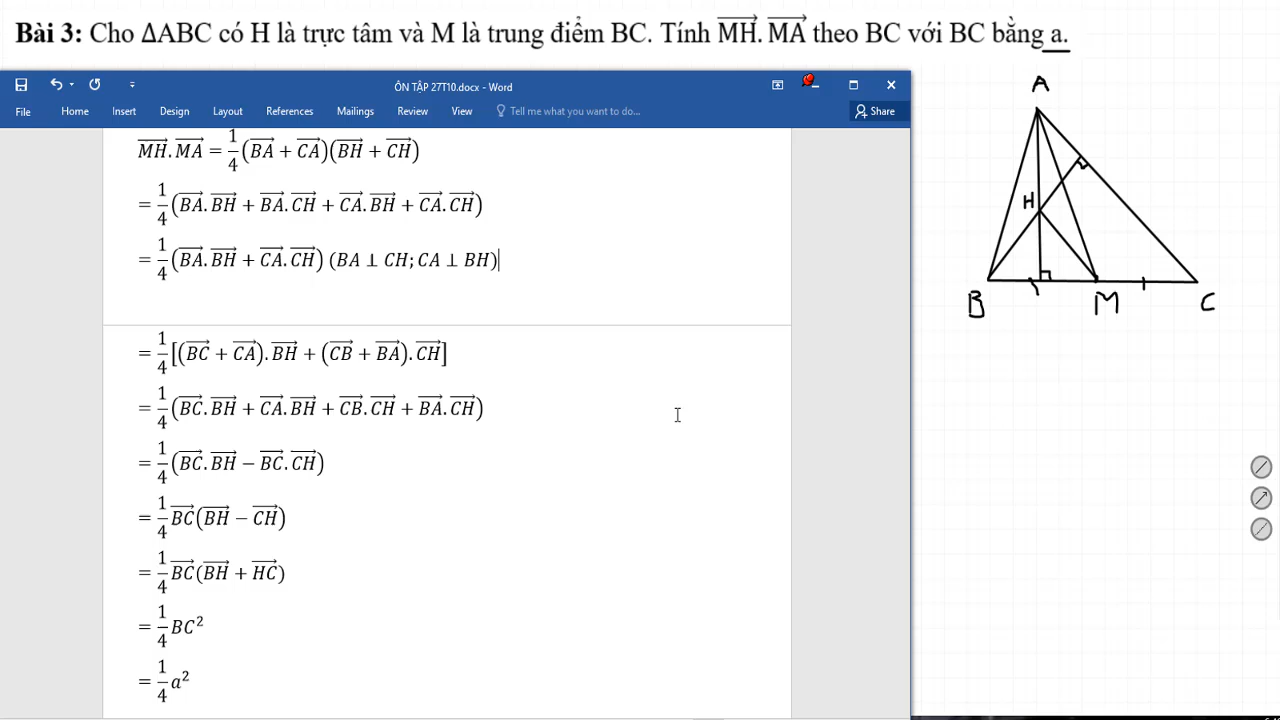 Bài 3: Cho ΔABC có H là trực tâm và M là trung điểm BC. Tính $\overrightarrow{MH}.\overrightarrow{MA}$ theo BC với BC bằng a.
ÔN TẬP 27T10.docx - Word
File Home Insert Design Layout References Mailings Review View Tell me what you want to do... Share
$\overrightarrow{MH}.\overrightarrow{MA} = \frac{1}{4}(\overrightarrow{BA} + \overrightarrow{CA})(\overrightarrow{BH} + \overrightarrow{CH})$
$= \frac{1}{4}(\overrightarrow{BA}.\overrightarrow{BH} + \overrightarrow{BA}.\overrightarrow{CH} + \overrightarrow{CA}.\overrightarrow{BH} + \overrightarrow{CA}.\overrightarrow{CH})$
$= \frac{1}{4}(\overrightarrow{BA}.\overrightarrow{BH} + \overrightarrow{CA}.\overrightarrow{CH}) (BA ⊥ CH; CA ⊥ BH)$
$= \frac{1}{4}[(\overrightarrow{BC} + \overrightarrow{CA}).\overrightarrow{BH} + (\overrightarrow{CB} + \overrightarrow{BA}).\overrightarrow{CH}]$
$= \frac{1}{4}(\overrightarrow{BC}.\overrightarrow{BH} + \overrightarrow{CA}.\overrightarrow{BH} + \overrightarrow{CB}.\overrightarrow{CH} + \overrightarrow{BA}.\overrightarrow{CH})$
$= \frac{1}{4}(\overrightarrow{BC}.\overrightarrow{BH} - \overrightarrow{BC}.\overrightarrow{CH})$
$= \frac{1}{4}\overrightarrow{BC}(\overrightarrow{BH} - \overrightarrow{CH})$
$= \frac{1}{4}\overrightarrow{BC}(\overrightarrow{BH} + \overrightarrow{HC})$
$= \frac{1}{4}BC^2$
$= \frac{1}{4}a^2$
A
H
B M C